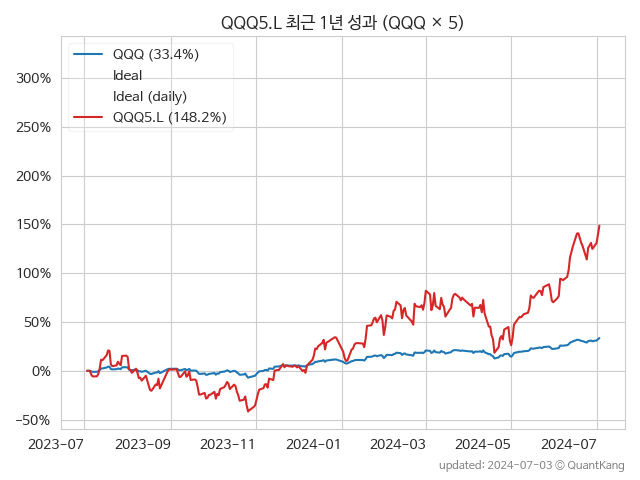 QQQ5.L 최근 1년 성과 (QQQ × 5)
QQQ (33.4%)
Ideal
Ideal (daily)
QQQ5.L (148.2%)
300%
250%
200%
150%
100%
50%
0%
−50%
2023-07 2023-09 2023-11 2024-01 2024-03 2024-05 2024-07
updated: 2024-07-03 © QuantKang